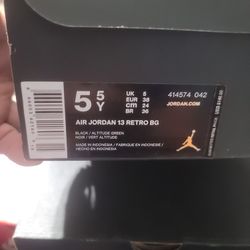 5 5 Y
UK 5
EUR 38
CM 24
BR 36
414574 042
JORDAN.COM
AIR JORDAN 13 RETRO BG
BLACK / ALTITUDE GREEN
NOIR / VERT ALTITUDE
MADE IN INDONESIA / FABRIQUE EN INDONESIE
HECHO EN INDONESIA